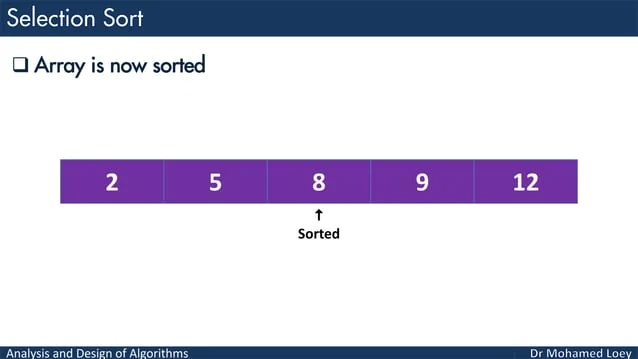 Selection Sort
❑ Array is now sorted
2 5 8 9 12
↑
Sorted
Analysis and Design of Algorithms Dr Mohamed Loey